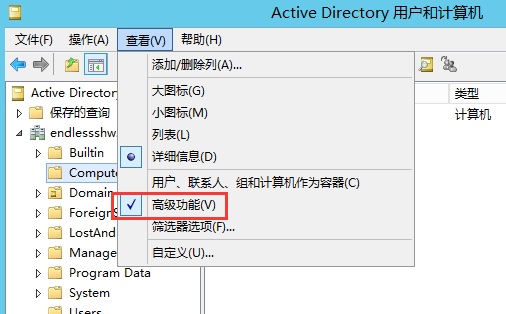 Active Directory 用户和计算机
文件(F) 操作(A) 查看(V) 帮助(H)
添加/删除列(A)...
大图标(G)
小图标(M)
列表(L)
详细信息(D)
用户、联系人、组和计算机作为容器(C)
高级功能(V)
筛选器选项(F)...
自定义(U)...
Active Directory
保存的查询
endlessshw
Builtin
Compute
Domain
ForeignS
LostAnd
Manage
Program Data
System
Users
类型
计算机